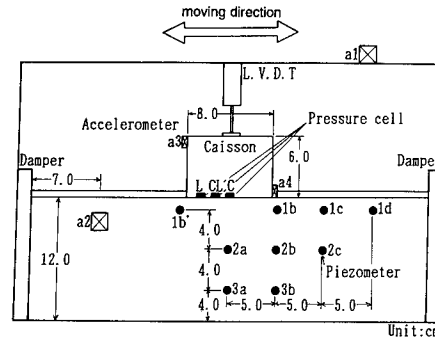 moving direction
a1
L.V.D.T
8.0
Accelerometer
Pressure cell
a3
Caisson
6.0
Damper
Dampe
7.0
L CL'C
a4
a2
1b'
1b
1c
1d
4.0
12.0
2a
2b
2c
4.0
Piezometer
3a
3b
4.0
5.0
5.0
5.0
Unit:cm